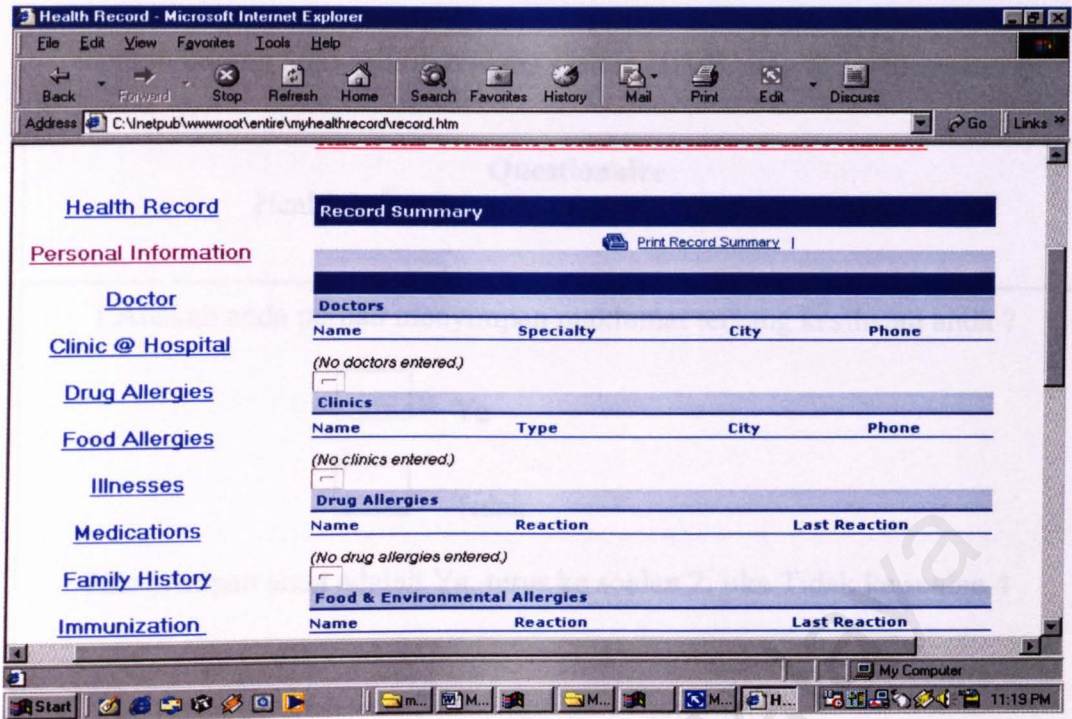 Health Record - Microsoft Internet Explorer
File Edit View Favorites Tools Help
Back Forward Stop Refresh Home Search Favorites History Mail Print Edit Discuss
Address C:\Inetpub\wwwroot\entire\myhealthrecord\record.htm Go Links »
Health Record
Personal Information
Doctor
Clinic @ Hospital
Drug Allergies
Food Allergies
Illnesses
Medications
Family History
Immunization
Record Summary
Print Record Summary |
Doctors
Name Specialty City Phone
(No doctors entered.)
Clinics
Name Type City Phone
(No clinics entered.)
Drug Allergies
Name Reaction Last Reaction
(No drug allergies entered.)
Food & Environmental Allergies
Name Reaction Last Reaction
My Computer
Start m... M... M... M... H... 11:19 PM